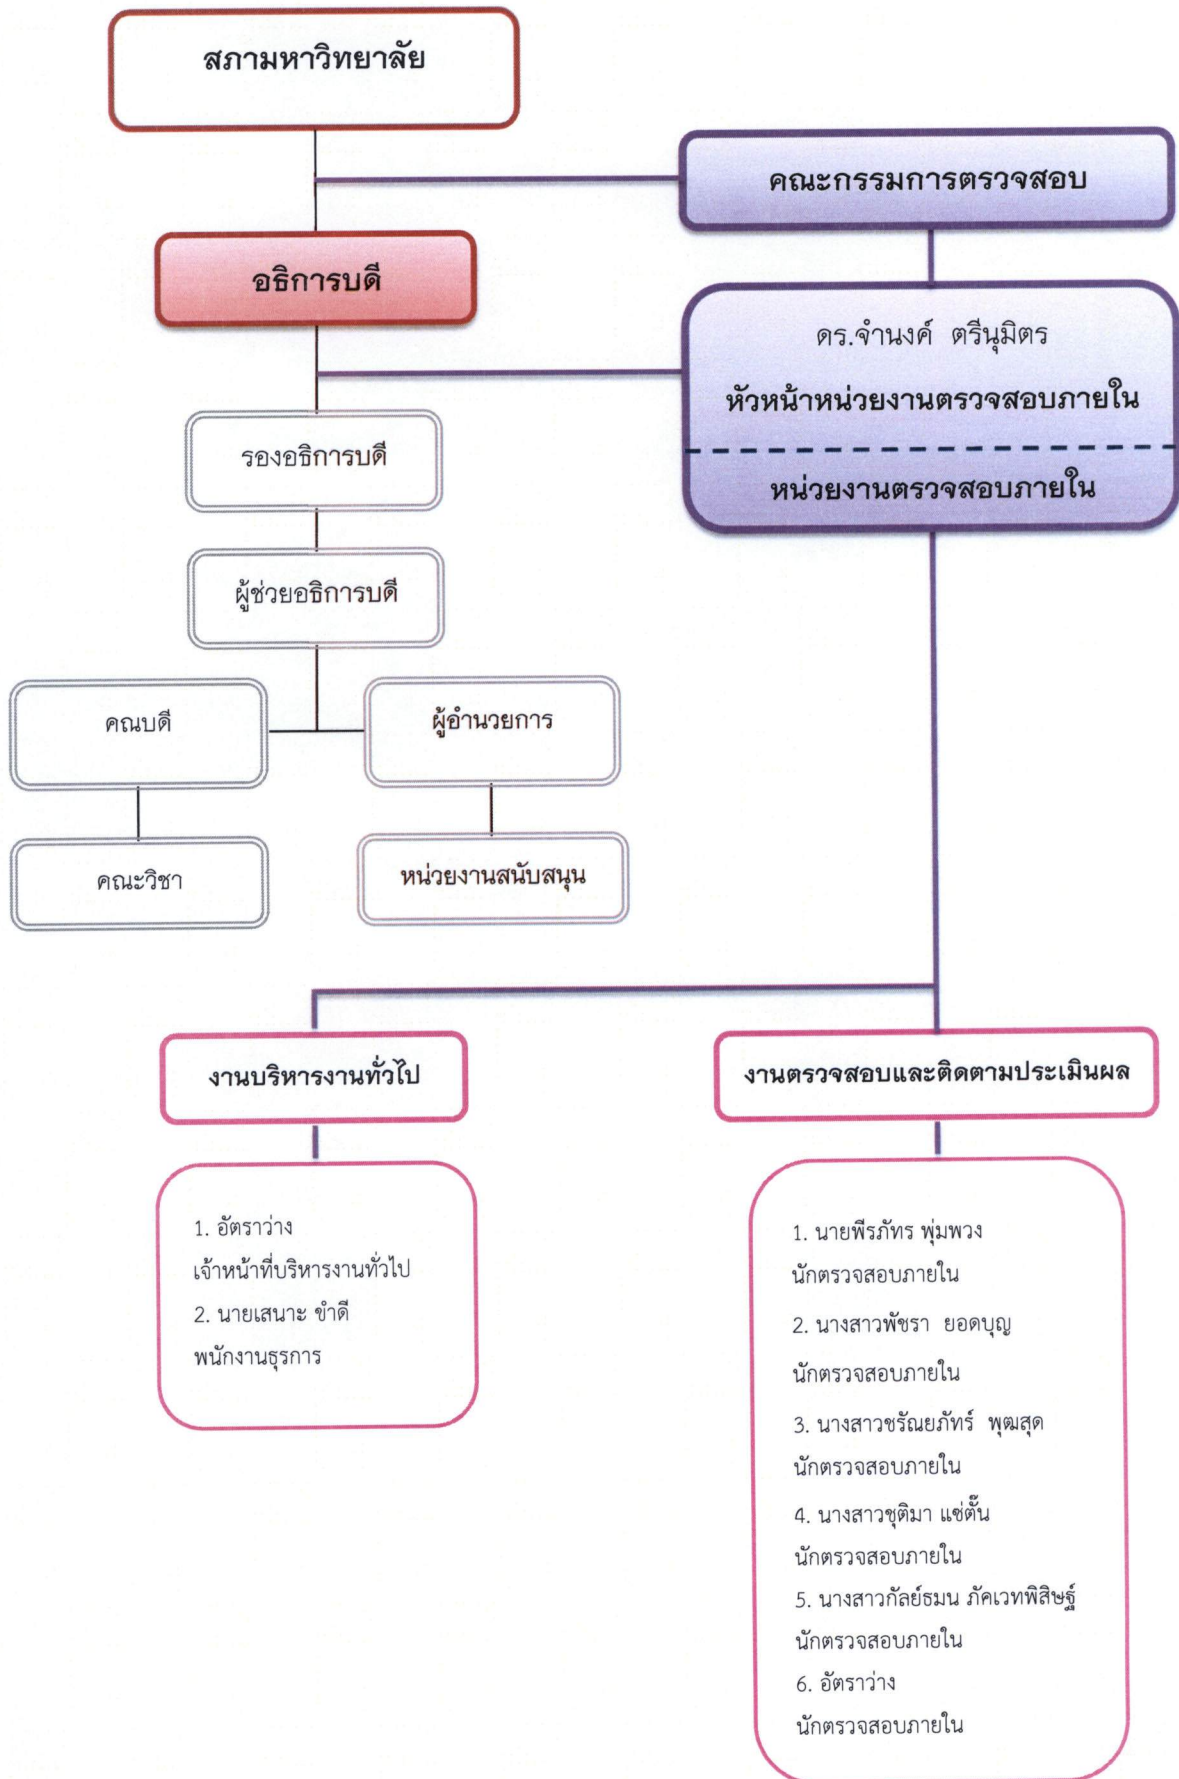 สภามหาวิทยาลัย
คณะกรรมการตรวจสอบ
อธิการบดี
ดร.จำนงค์ ตรีนุมิตร
หัวหน้าหน่วยงานตรวจสอบภายใน
หน่วยงานตรวจสอบภายใน
รองอธิการบดี
ผู้ช่วยอธิการบดี
คณบดี
ผู้อำนวยการ
คณะวิชา
หน่วยงานสนับสนุน
งานบริหารงานทั่วไป
1. อัตราว่าง
เจ้าหน้าที่บริหารงานทั่วไป
2. นายเสนาะ ขำดี
พนักงานธุรการ
งานตรวจสอบและติดตามประเมินผล
1. นายพีรภัทร พุ่มพวง
นักตรวจสอบภายใน
2. นางสาวพัชรา ยอดบุญ
นักตรวจสอบภายใน
3. นางสาวชรัณยภัทร์ พุฒสุด
นักตรวจสอบภายใน
4. นางสาวชุติมา แซ่ตั๊น
นักตรวจสอบภายใน
5. นางสาวกัลย์ธมน ภัคเวทพิสิษฐ์
นักตรวจสอบภายใน
6. อัตราว่าง
นักตรวจสอบภายใน